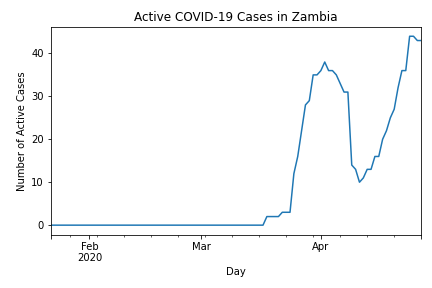 Active COVID-19 Cases in Zambia
Number of Active Cases
40
30
20
10
0
Feb
2020
Mar
Apr
Day